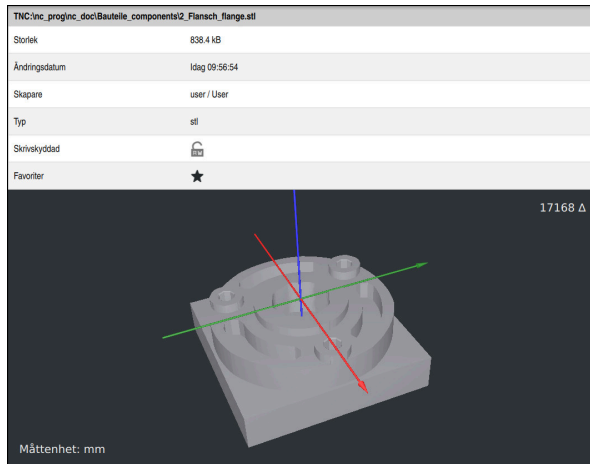 TNC:\nc_prog\nc_doc\Bauteile_components\2_Flansch_flange.stl
Storlek 838.4 kB
Ändringsdatum Idag 09:56:54
Skapare user / User
Typ stl
Skrivskyddad RW
Favoriter
17168 Δ
Måttenhet: mm